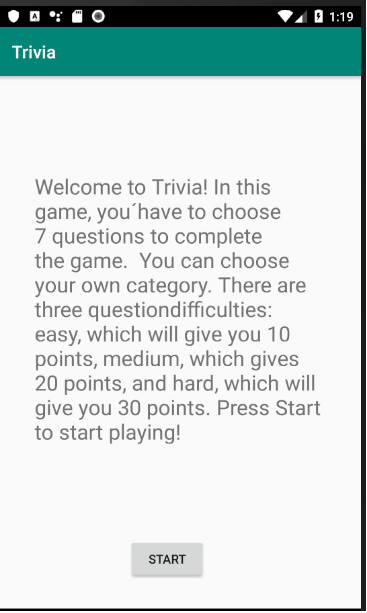 1:19
Trivia
Welcome to Trivia! In this
game, you´have to choose
7 questions to complete
the game.  You can choose
your own category. There are
three questiondifficulties:
easy, which will give you 10
points, medium, which gives
20 points, and hard, which will
give you 30 points. Press Start
to start playing!
START